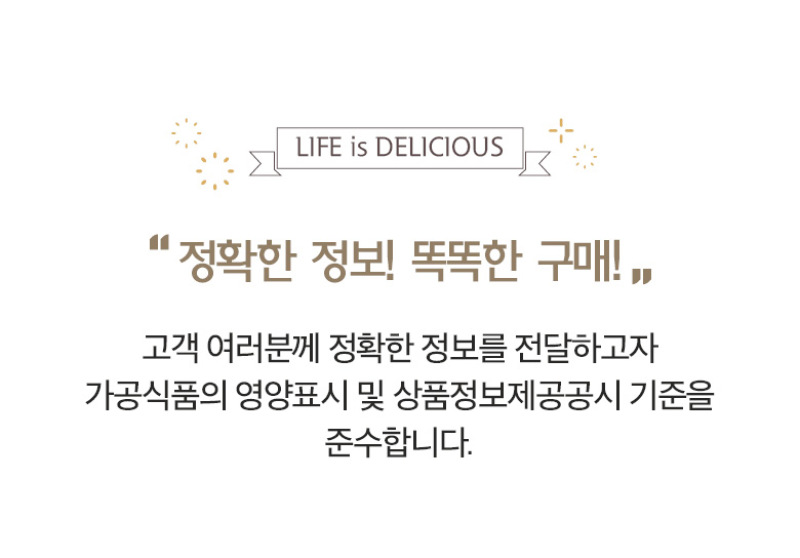 LIFE is DELICIOUS
“ 정확한 정보! 똑똑한 구매! „
고객 여러분께 정확한 정보를 전달하고자
가공식품의 영양표시 및 상품정보제공공시 기준을
준수합니다.